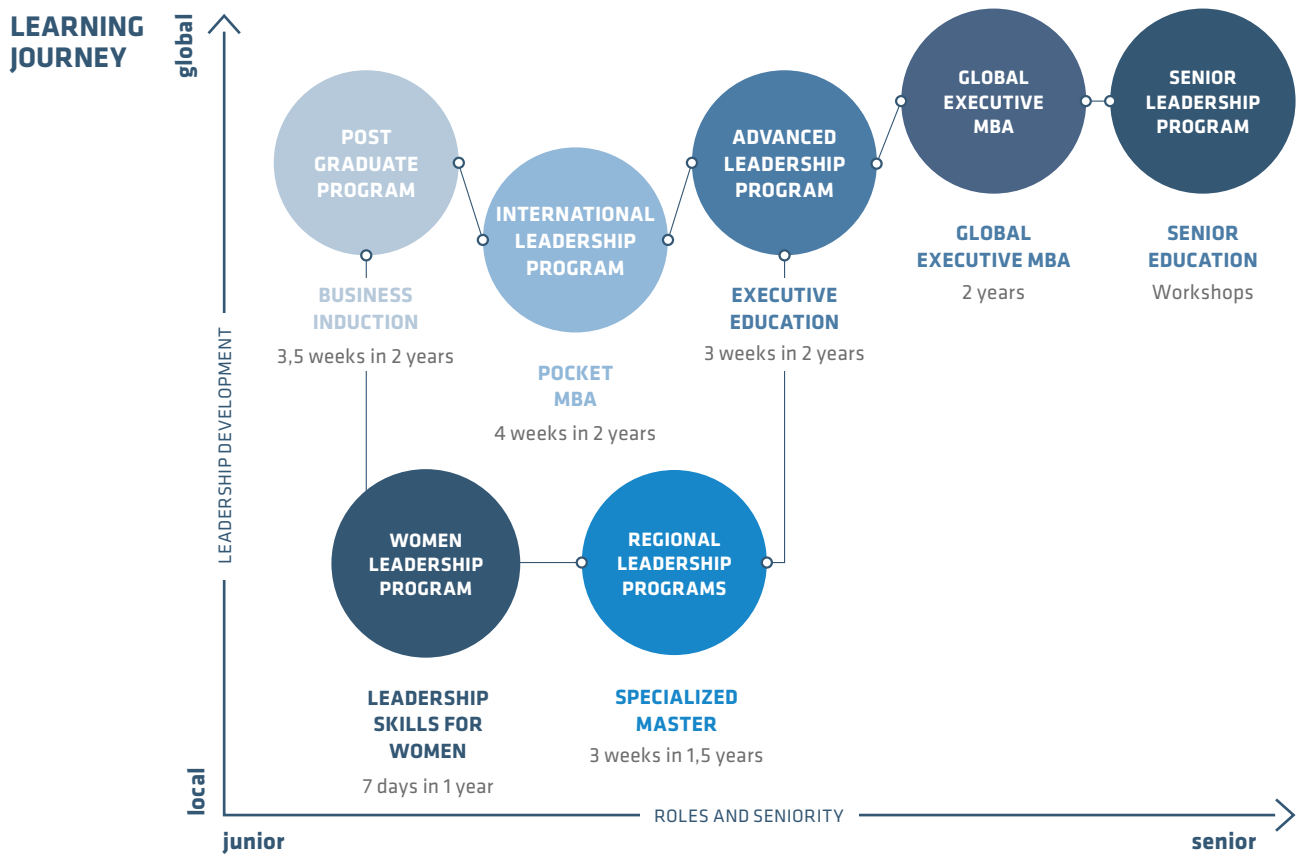 LEARNING
JOURNEY
global
POST
GRADUATE
PROGRAM
INTERNATIONAL
LEADERSHIP
PROGRAM
ADVANCED
LEADERSHIP
PROGRAM
GLOBAL
EXECUTIVE
MBA
SENIOR
LEADERSHIP
PROGRAM
BUSINESS
INDUCTION
3,5 weeks in 2 years
POCKET
MBA
4 weeks in 2 years
EXECUTIVE
EDUCATION
3 weeks in 2 years
GLOBAL
EXECUTIVE MBA
2 years
SENIOR
EDUCATION
Workshops
LEADERSHIP DEVELOPMENT
WOMEN
LEADERSHIP
PROGRAM
REGIONAL
LEADERSHIP
PROGRAMS
LEADERSHIP
SKILLS FOR
WOMEN
7 days in 1 year
SPECIALIZED
MASTER
3 weeks in 1,5 years
local
ROLES AND SENIORITY
junior
senior